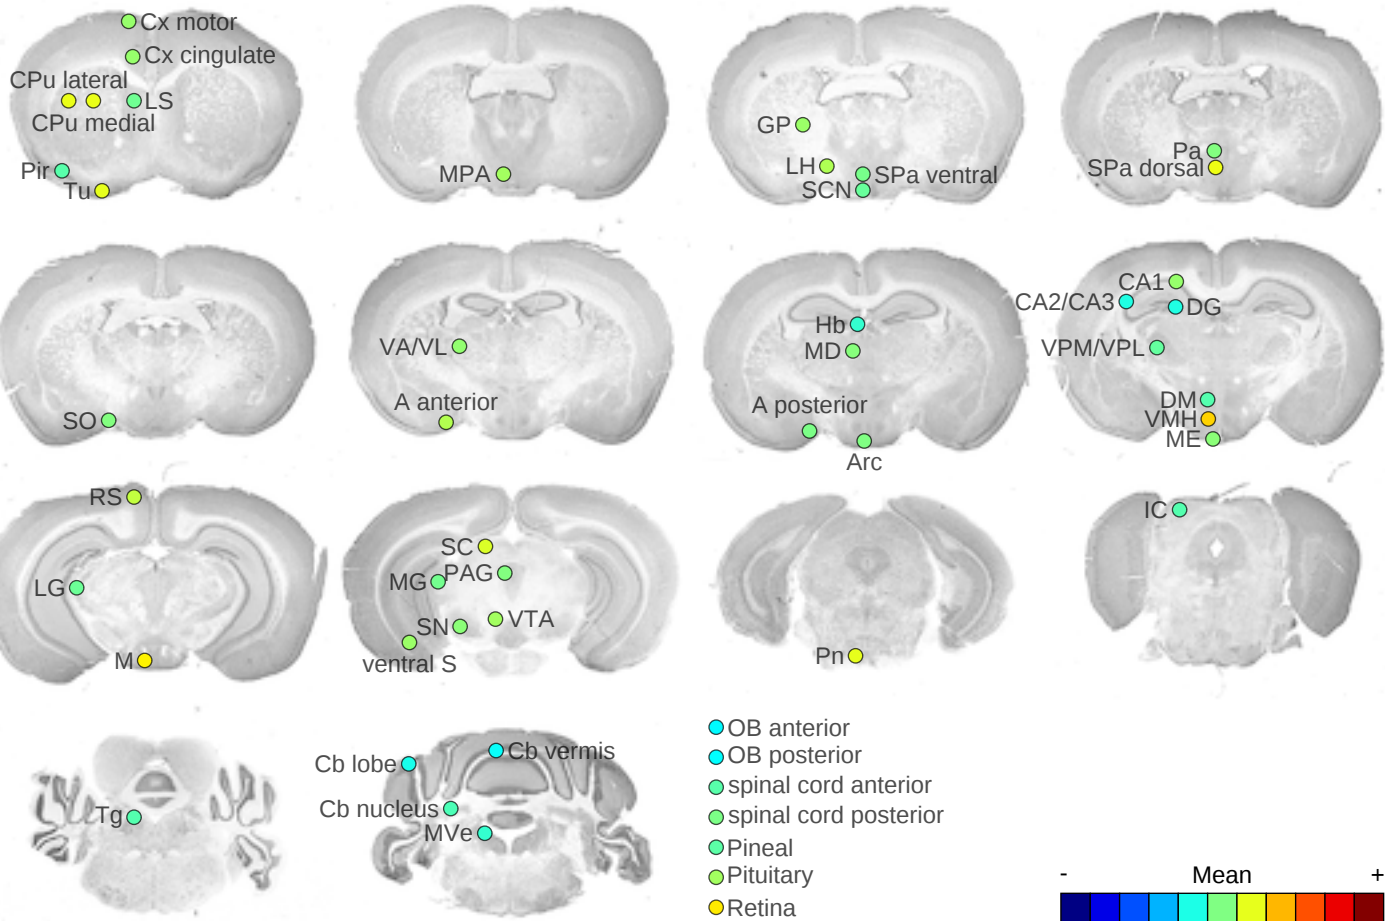 Cx motor
Cx cingulate
CPu lateral
LS
CPu medial
Pir
Tu
MPA
GP
LH
SPa ventral
SCN
Pa
SPa dorsal
SO
VA/VL
A anterior
Hb
MD
A posterior
Arc
CA1
CA2/CA3
DG
VPM/VPL
DM
VMH
ME
RS
LG
M
SC
MG
PAG
SN
VTA
ventral S
Pn
IC
Tg
Cb lobe
Cb vermis
Cb nucleus
MVe
OB anterior
OB posterior
spinal cord anterior
spinal cord posterior
Pineal
Pituitary
Retina
- Mean +